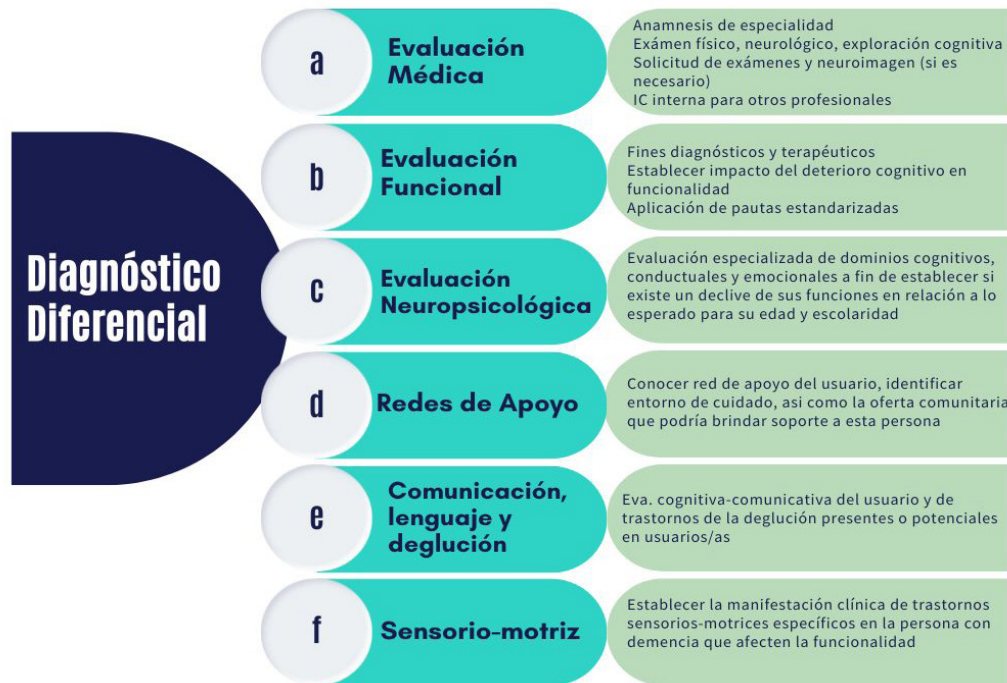 Diagnóstico
Diferencial
a
Evaluación
Médica
Anamnesis de especialidad
Exámen físico, neurológico, exploración cognitiva
Solicitud de exámenes y neuroimagen (si es
necesario)
IC interna para otros profesionales
b
Evaluación
Funcional
Fines diagnósticos y terapéuticos
Establecer impacto del deterioro cognitivo en
funcionalidad
Aplicación de pautas estandarizadas
c
Evaluación
Neuropsicológica
Evaluación especializada de dominios cognitivos,
conductuales y emocionales a fin de establecer si
existe un declive de sus funciones en relación a lo
esperado para su edad y escolaridad
d
Redes de Apoyo
Conocer red de apoyo del usuario, identificar
entorno de cuidado, asi como la oferta comunitaria
que podría brindar soporte a esta persona
e
Comunicación,
lenguaje y
deglución
Eva. cognitiva-comunicativa del usuario y de
trastornos de la deglución presentes o potenciales
en usuarios/as
f
Sensorio-motriz
Establecer la manifestación clínica de trastornos
sensorios-motrices específicos en la persona con
demencia que afecten la funcionalidad